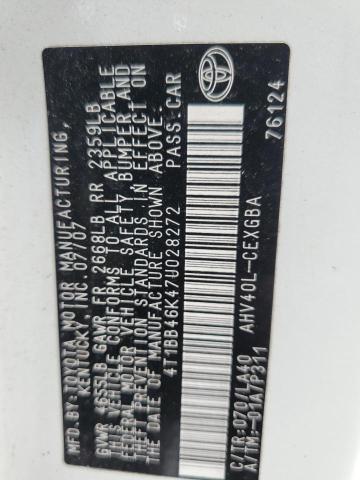 MFD.BY:TOYOTA MOTOR MANUFACTURING,
KENTUCKY, INC. 07/07
GVWR 4655LB GAWR FR 2668LB RR 2359LB
THIS VEHICLE CONFORMS TO ALL APPLICABLE
FEDERAL MOTOR VEHICLE SAFETY BUMPER AND
THEFT PREVENTION STANDARDS IN EFFECT ON
THE DATE OF MANUFACTURE SHOWN ABOVE.
4T1BB46K47U028272 PASS.CAR
C/TR:070/LA40 AHV40L-CEXGBA
A/TM:-01A/P311 76124
TOYOTA